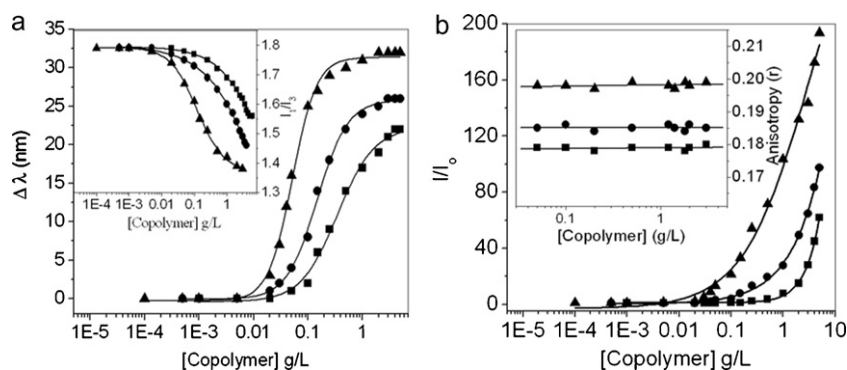 a
35
30
25
20
15
10
5
0
Δ λ (nm)
1E-5 1E-4 1E-3 0.01 0.1 1 10
[Copolymer] g/L
1.8
1.7
1.6
1.5
1.4
1.3
I₁/I₃
1E-4 1E-3 0.01 0.1 1
[Copolymer] g/L
b
200
160
120
80
40
0
I/Iₒ
1E-5 1E-4 1E-3 0.01 0.1 1 10
[Copolymer] g/L
0.21
0.20
0.19
0.18
0.17
Anisotropy (r)
0.1 1
[Copolymer] (g/L)